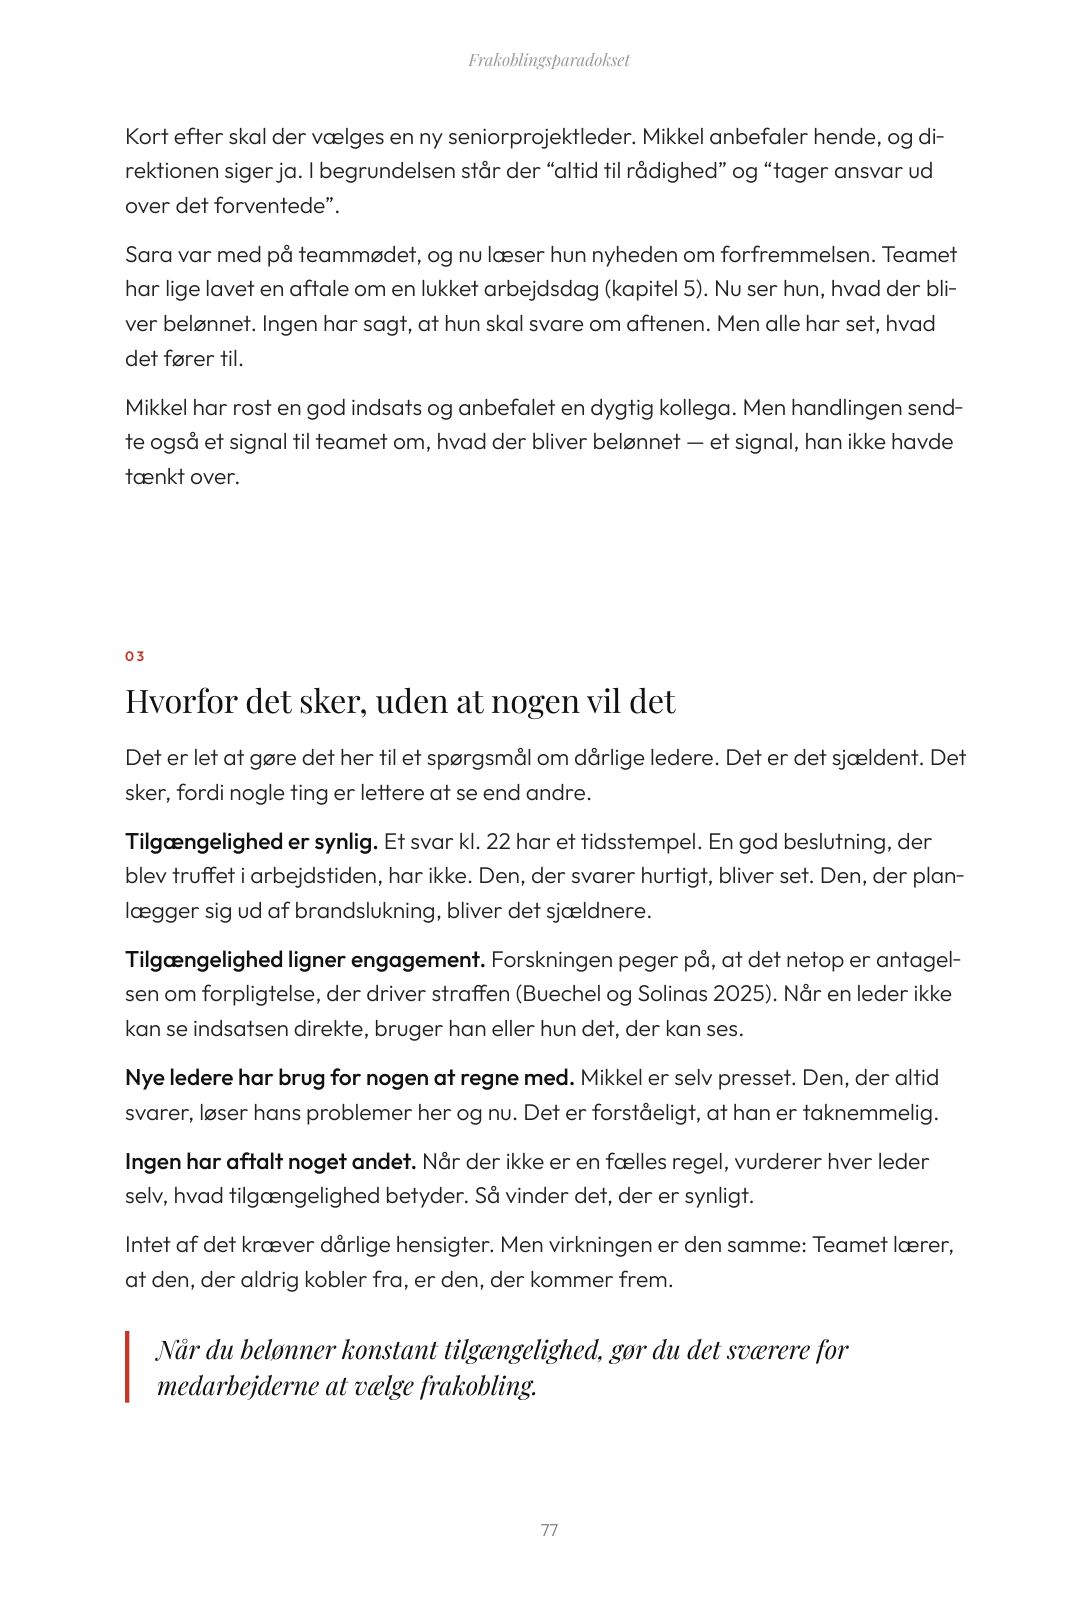 Frakoblingsparadokset
Kort efter skal der vælges en ny seniorprojektleder. Mikkel anbefaler hende, og di-
rektionen siger ja. I begrundelsen står der “altid til rådighed” og “tager ansvar ud
over det forventede”.
Sara var med på teammødet, og nu læser hun nyheden om forfremmelsen. Teamet
har lige lavet en aftale om en lukket arbejdsdag (kapitel 5). Nu ser hun, hvad der bli-
ver belønnet. Ingen har sagt, at hun skal svare om aftenen. Men alle har set, hvad
det fører til.
Mikkel har rost en god indsats og anbefalet en dygtig kollega. Men handlingen send-
te også et signal til teamet om, hvad der bliver belønnet — et signal, han ikke havde
tænkt over.
03
Hvorfor det sker, uden at nogen vil det
Det er let at gøre det her til et spørgsmål om dårlige ledere. Det er det sjældent. Det
sker, fordi nogle ting er lettere at se end andre.
Tilgængelighed er synlig. Et svar kl. 22 har et tidsstempel. En god beslutning, der
blev truffet i arbejdstiden, har ikke. Den, der svarer hurtigt, bliver set. Den, der plan-
lægger sig ud af brandslukning, bliver det sjældnere.
Tilgængelighed ligner engagement. Forskningen peger på, at det netop er antagel-
sen om forpligtelse, der driver straffen (Buechel og Solinas 2025). Når en leder ikke
kan se indsatsen direkte, bruger han eller hun det, der kan ses.
Nye ledere har brug for nogen at regne med. Mikkel er selv presset. Den, der altid
svarer, løser hans problemer her og nu. Det er forståeligt, at han er taknemmelig.
Ingen har aftalt noget andet. Når der ikke er en fælles regel, vurderer hver leder
selv, hvad tilgængelighed betyder. Så vinder det, der er synligt.
Intet af det kræver dårlige hensigter. Men virkningen er den samme: Teamet lærer,
at den, der aldrig kobler fra, er den, der kommer frem.
Når du belønner konstant tilgængelighed, gør du det sværere for
medarbejderne at vælge frakobling.
77